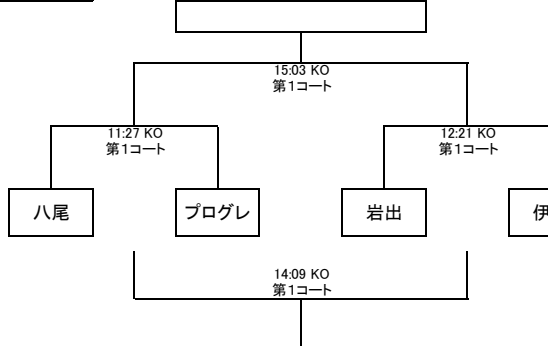 15:03 KO
第1コート
11:27 KO
第1コート
12:21 KO
第1コート
八尾
プログレ
岩出
伊
14:09 KO
第1コート